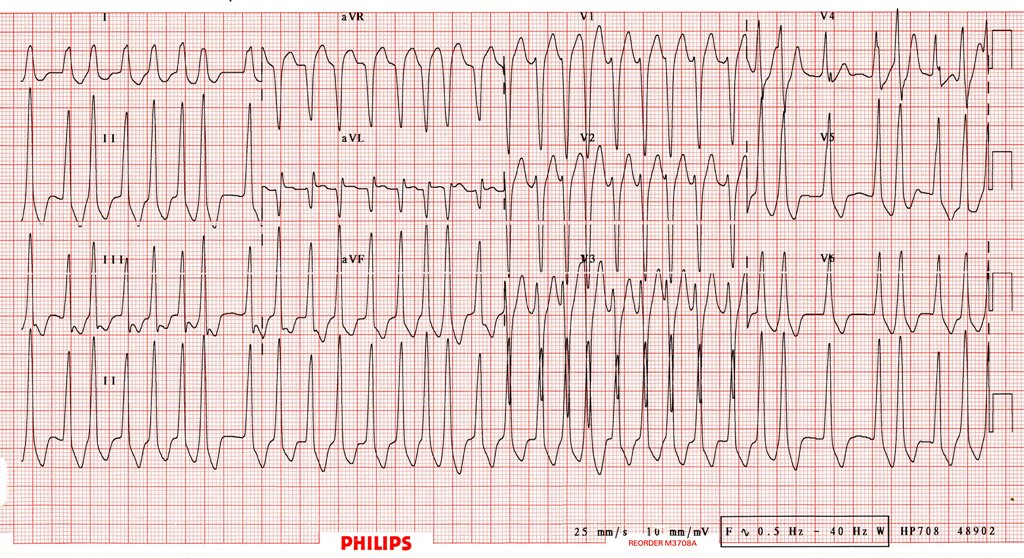 I aVR V1 V4
II aVL V2 V5
III aVF V3 V6
II
25 mm/s 10 mm/mV F ∿ 0.5 Hz - 40 Hz W HP708 48902
PHILIPS REORDER M3708A